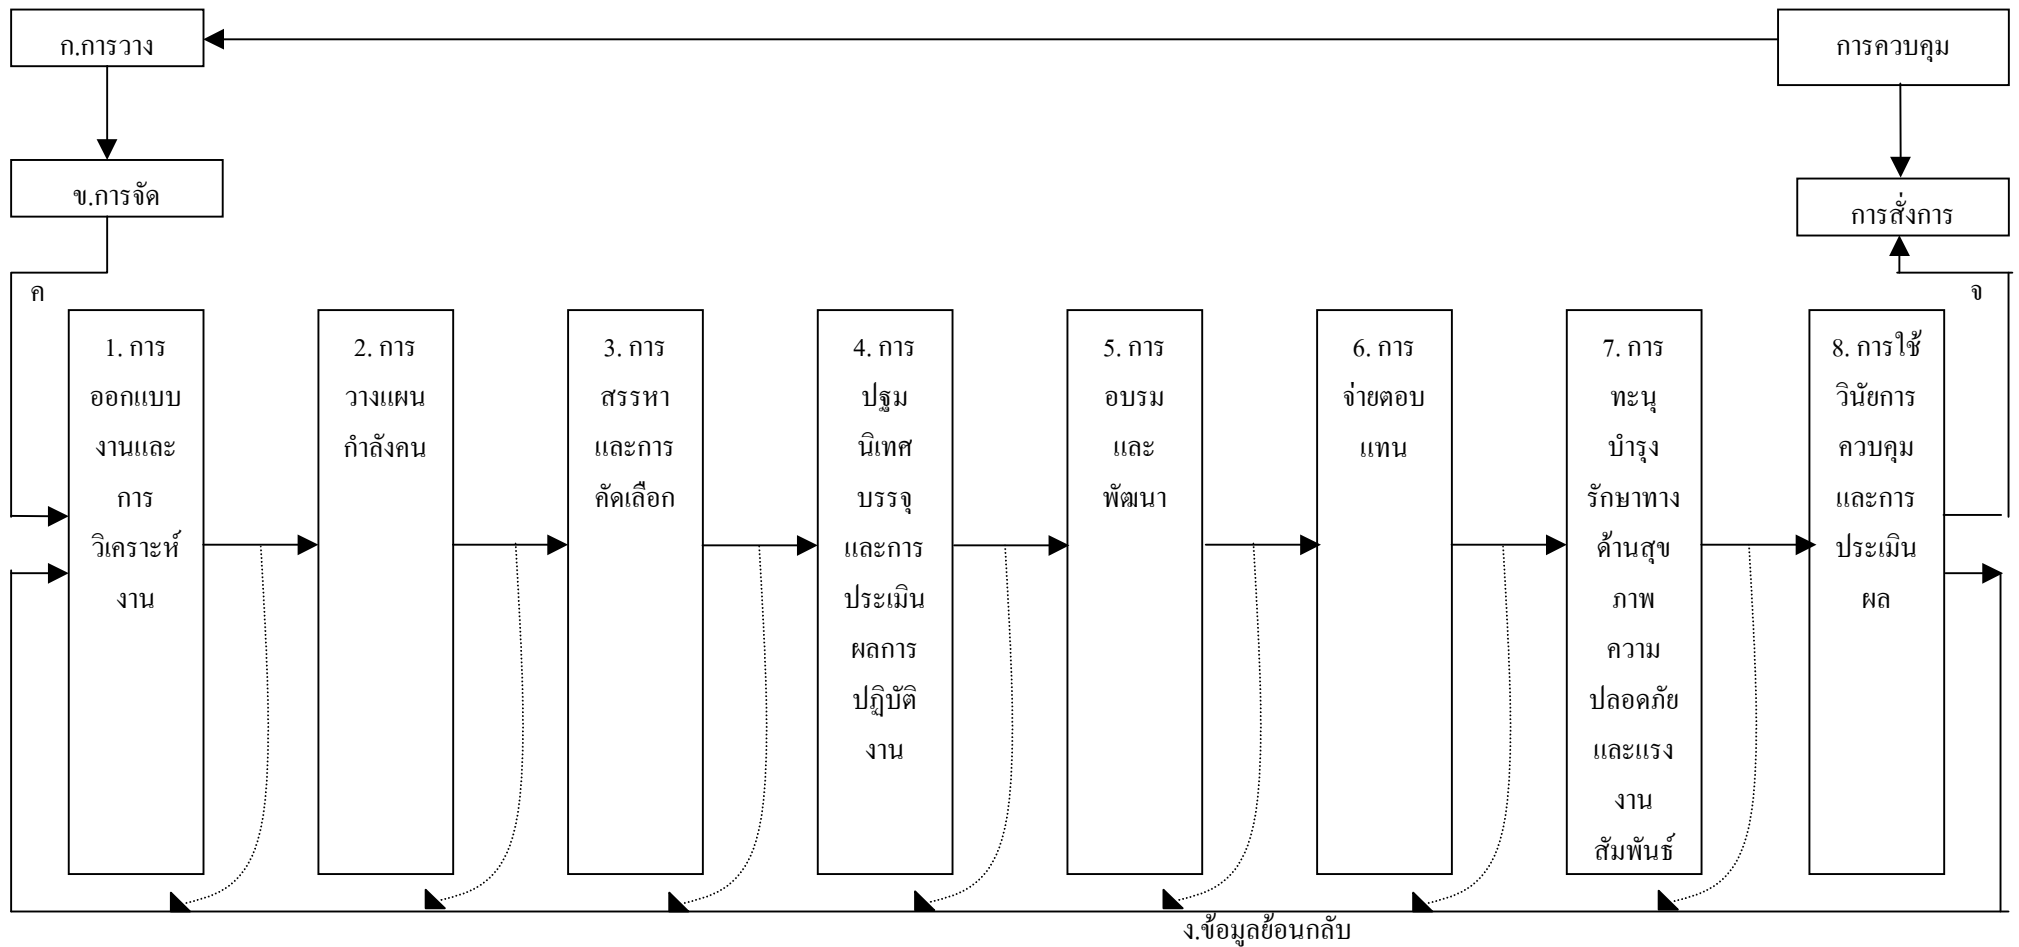 ก.การวาง
การควบคุม
ข.การจัด
การสั่งการ
ค
จ
1. การ
ออกแบบ
งานและ
การ
วิเคราะห์
งาน
2. การ
วางแผน
กำลังคน
3. การ
สรรหา
และการ
คัดเลือก
4. การ
ปฐม
นิเทศ
บรรจุ
และการ
ประเมิน
ผลการ
ปฏิบัติ
งาน
5. การ
อบรม
และ
พัฒนา
6. การ
จ่ายตอบ
แทน
7. การ
ทะนุ
บำรุง
รักษาทาง
ด้านสุข
ภาพ
ความ
ปลอดภัย
และแรง
งาน
สัมพันธ์
8. การใช้
วินัยการ
ควบคุม
และการ
ประเมิน
ผล
ง.ข้อมูลย้อนกลับ